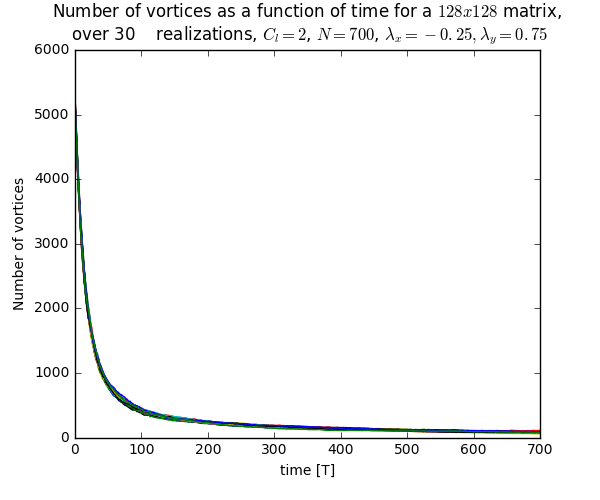 Number of vortices as a function of time for a 128x128 matrix,
over 30 realizations, C_l = 2, N = 700, λ_x = −0.25, λ_y = 0.75
6000
5000
4000
3000
2000
1000
0
Number of vortices
0 100 200 300 400 500 600 700
time [T]